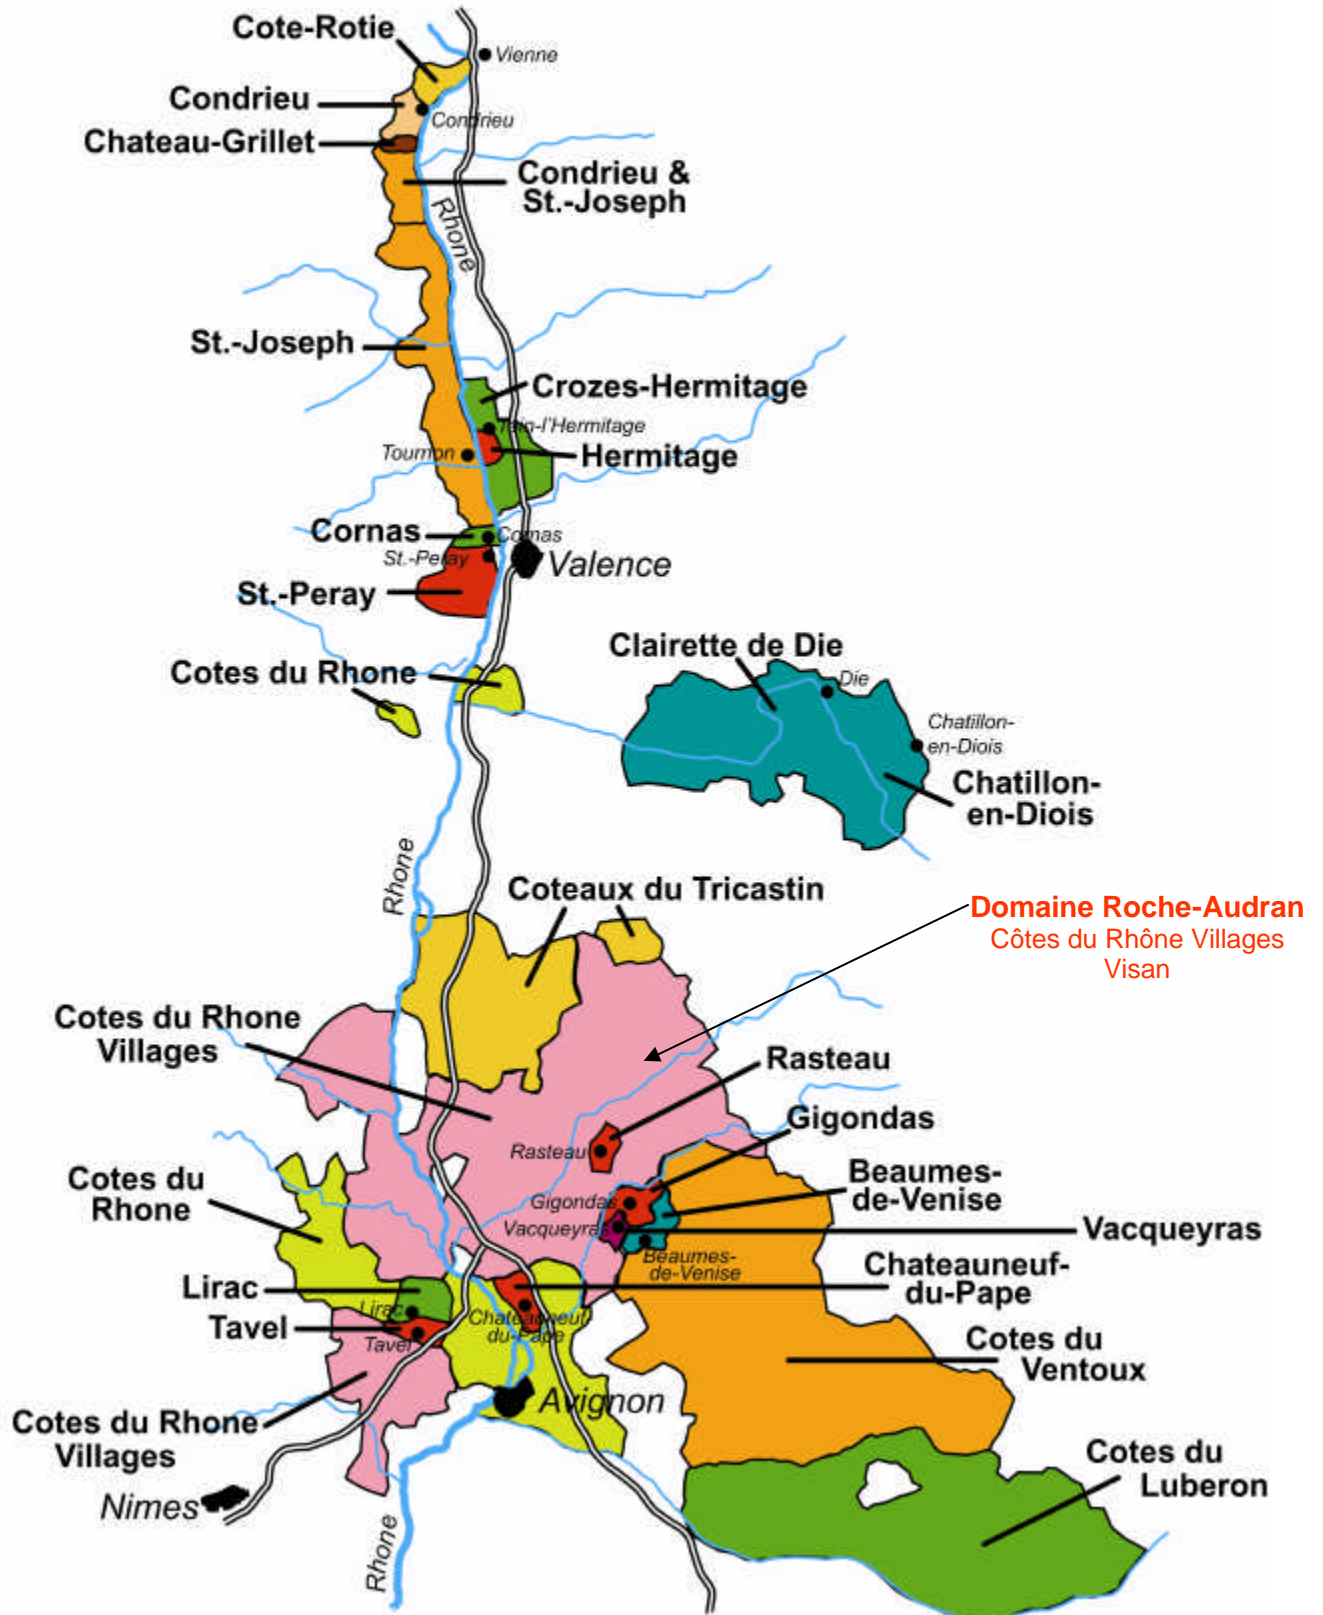 Cote-Rotie
Vienne
Condrieu
Condrieu
Chateau-Grillet
Condrieu &
St.-Joseph
Rhone
St.-Joseph
Crozes-Hermitage
Tain-l'Hermitage
Tournon
Hermitage
Cornas
Cornas
St.-Peray
Valence
St.-Peray
Clairette de Die
Cotes du Rhone
Die
Chatillon-
en-Diois
Chatillon-
en-Diois
Rhone
Coteaux du Tricastin
Domaine Roche-Audran
Côtes du Rhône Villages
Visan
Cotes du Rhone
Villages
Rasteau
Gigondas
Rasteau
Beaumes-
de-Venise
Cotes du
Rhone
Gigondas
Vacqueyras
Vacqueyras
Beaumes-
de-Venise
Chateauneuf-
du-Pape
Lirac
Lirac
Tavel
Chateauneuf-
du-Pape
Tavel
Cotes du
Ventoux
Avignon
Cotes du Rhone
Villages
Cotes du
Luberon
Nimes
Rhone